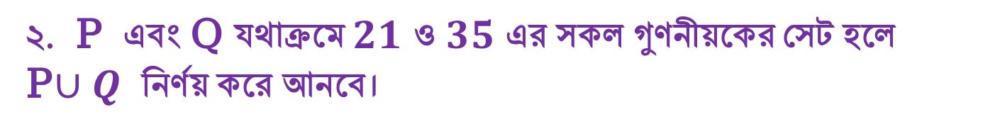 ২. P এবং Q যথাক্রমে 21 ও 35 এর সকল গুণনীয়কের সেট হলে
P∪ Q নির্ণয় করে আনবে।